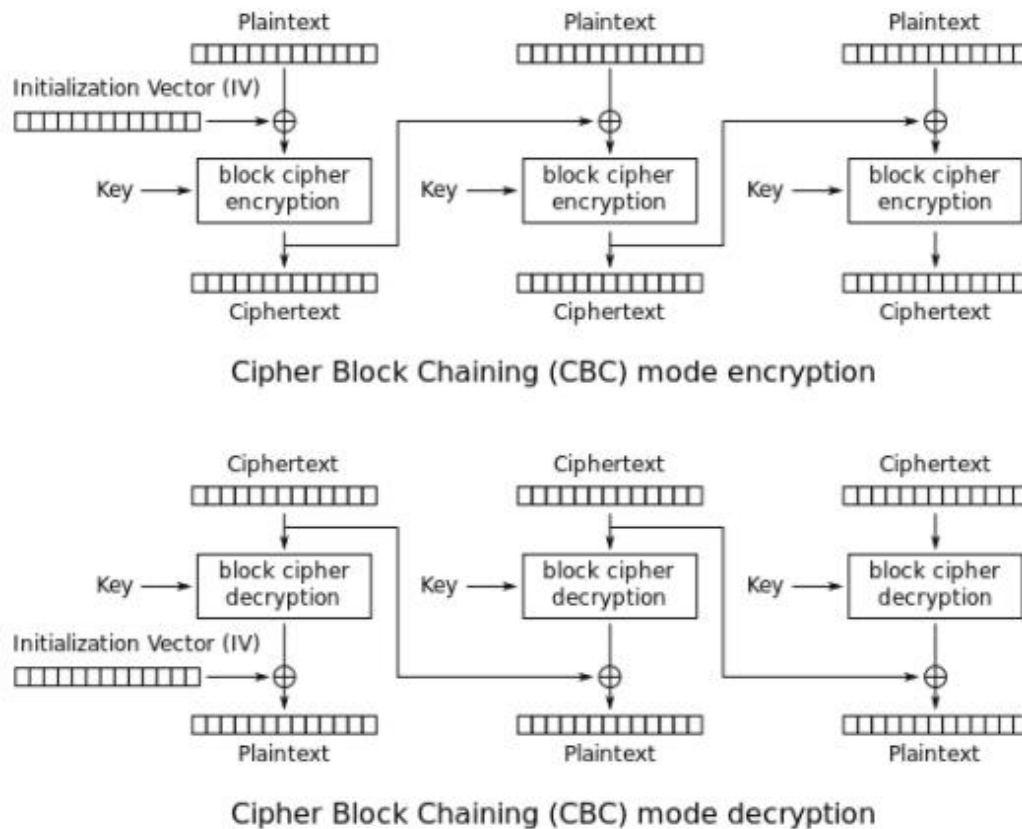 Plaintext Plaintext Plaintext
Initialization Vector (IV)
Key block cipher encryption Key block cipher encryption Key block cipher encryption
Ciphertext Ciphertext Ciphertext
Cipher Block Chaining (CBC) mode encryption
Ciphertext Ciphertext Ciphertext
Key block cipher decryption Key block cipher decryption Key block cipher decryption
Initialization Vector (IV)
Plaintext Plaintext Plaintext
Cipher Block Chaining (CBC) mode decryption